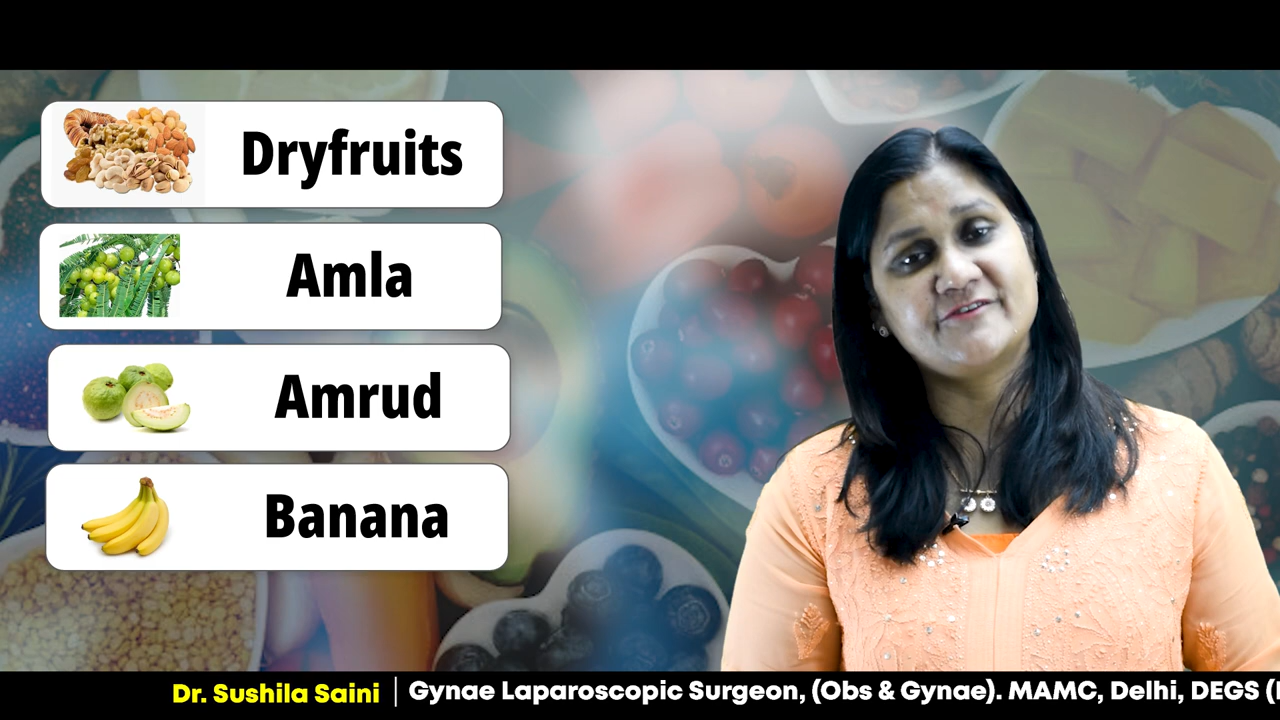 Dryfruits
Amla
Amrud
Banana
Dr. Sushila Saini | Gynae Laparoscopic Surgeon, (Obs & Gynae). MAMC, Delhi, DEGS (